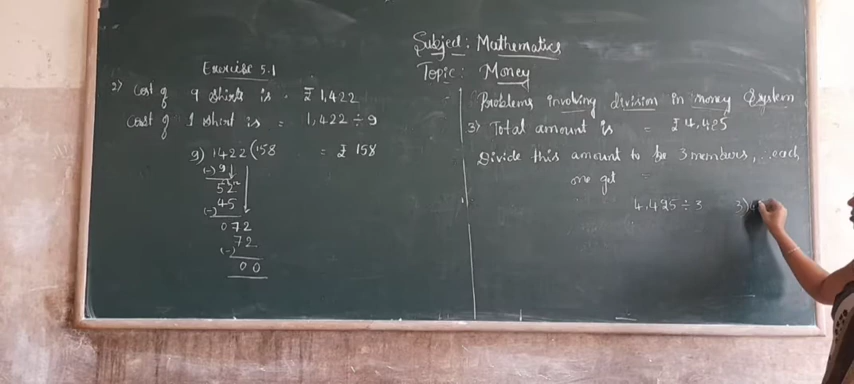 Subject: Mathematics
Topic: Money
Exercise 5.1
2) Cost of 9 shirts is = ₹ 1,422
Cost of 1 shirt is = 1,422 ÷ 9
9) 1422 (158 = ₹ 158
(-) 9
52
45
(-)
072
72
(-)
00
Problems involving division in money system
3) Total amount is = ₹ 4,425
Divide this amount to be 3 members, ... each
one get =
4,425 ÷ 3 3)